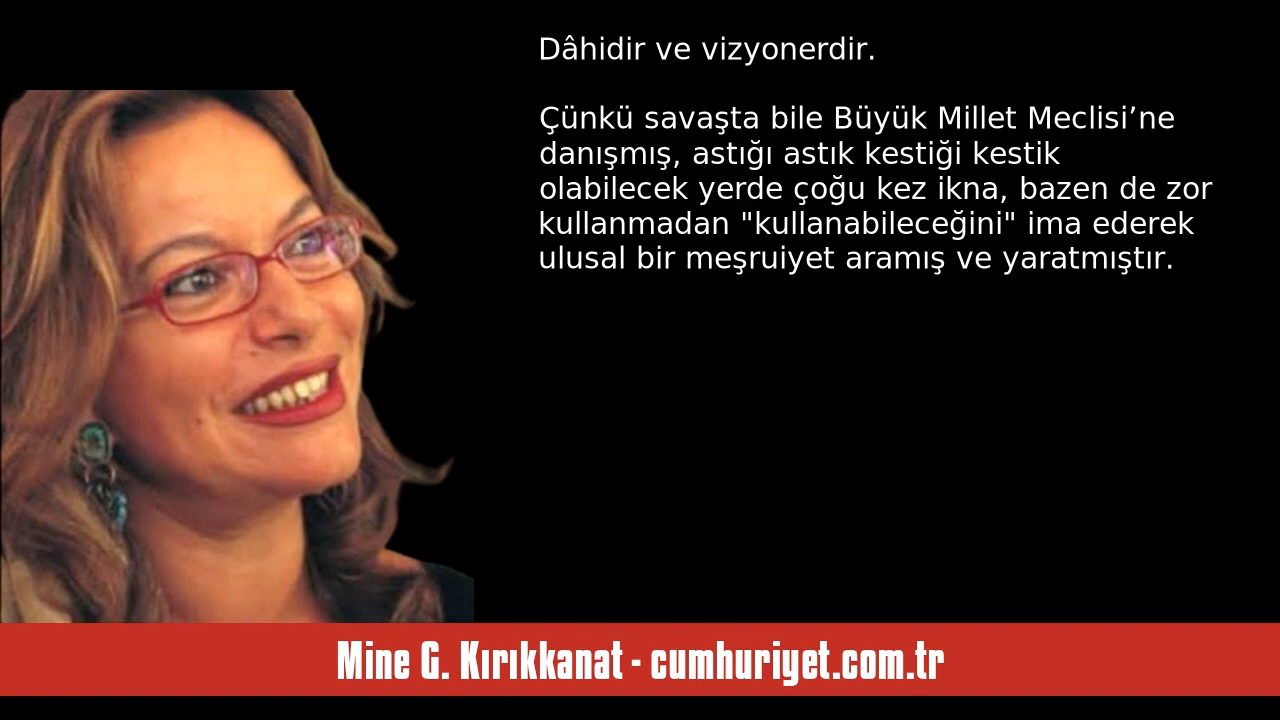 Dâhidir ve vizyonerdir.
Çünkü savaşta bile Büyük Millet Meclisi’ne
danışmış, astığı astık kestiği kestik
olabilecek yerde çoğu kez ikna, bazen de zor
kullanmadan "kullanabileceğini" ima ederek
ulusal bir meşruiyet aramış ve yaratmıştır.
Mine G. Kırıkkanat - cumhuriyet.com.tr